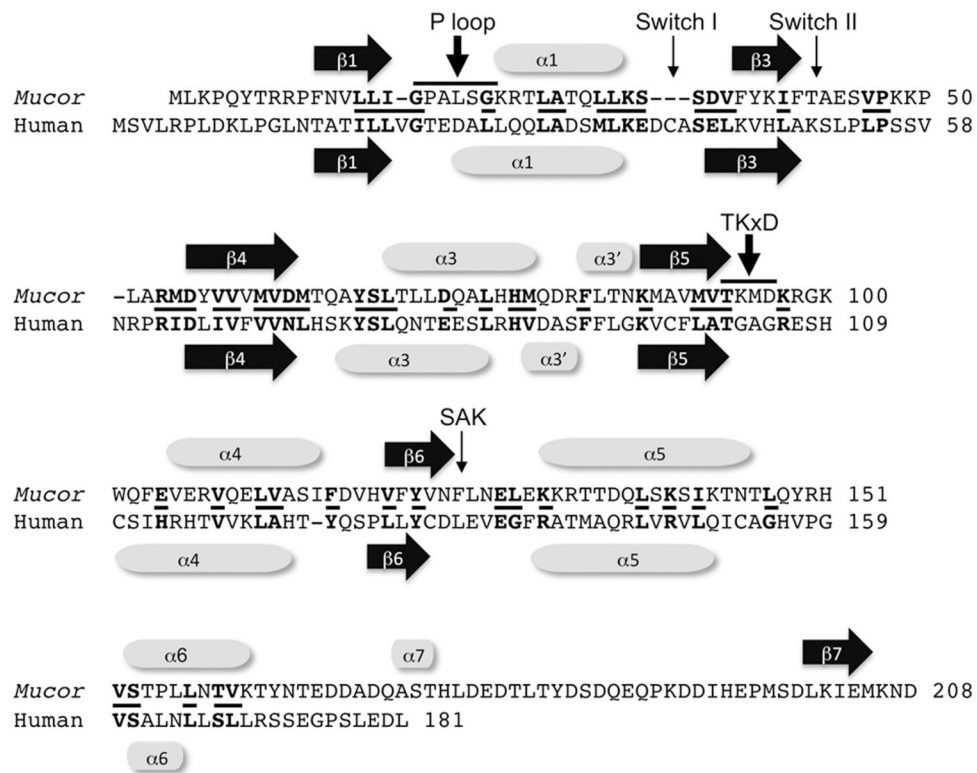 P loop Switch I Switch II
β1 α1 β3
Mucor MLKPQYTRRPFNVLLI-GPALSGKRTLATQLLKS---SDVFYKIFTAESVPKKP 50
Human MSVLRPLDKLPGLNTATILLVGTEDALLQQLADSMLKEDCASELKVHLAKSLPLPSSV 58
β1 α1 β3
TKxD
β4 α3 α3' β5
-LARMDYVVVMVDMTQAYSLTLLDQALHHMQDRFLTNKMAVMVTKMDKRGK 100
NRPRIDLIVFVVNLHSKYSLQNTEESLRHVDASFFLGKVCFLATGAGRESH 109
β4 α3 α3' β5
SAK
α4 β6 α5
Mucor WQFEVERVQELVASIFDVHVFYVNFLNELEKKRTTDQLSKSIKTNTLQYRH 151
Human CSIHRHTVVKLAHT-YQSPLLYCDLEVEGFRATMAQRLVRVLQICAGHVPG 159
α4 β6 α5
α6 α7 β7
Mucor VSTPLLNTVKTYNTEDDADQASTHLDEDTLTYDSDQEQPKDDIHEPMSDLKIEMKND 208
Human VSALNLLSLLRSSEGPSLEDL 181
α6